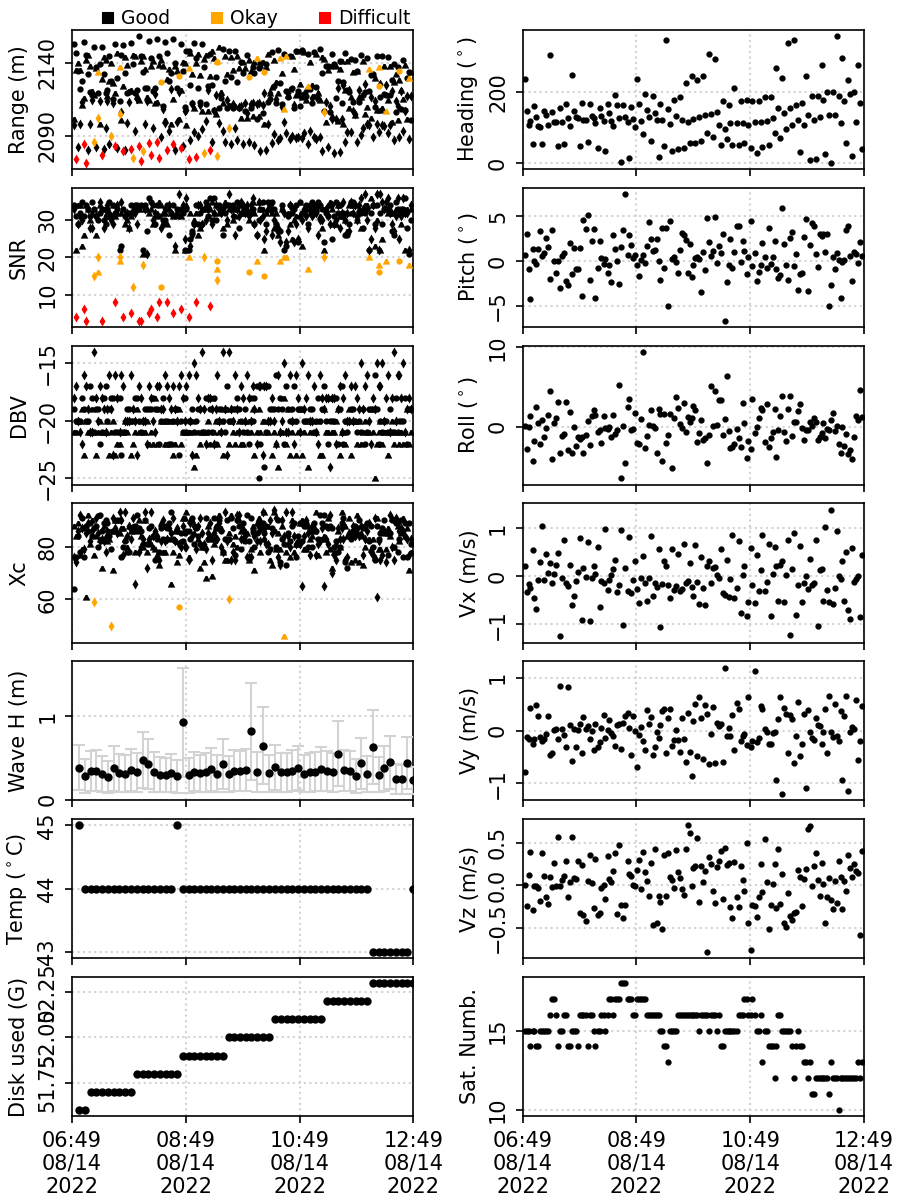 Good Okay Difficult
Range (m)
2140
2090
Heading (°)
200
0
SNR
30
20
10
Pitch (°)
5
0
−5
DBV
−15
−20
−25
Roll (°)
10
0
Xc
80
60
Vx (m/s)
1
0
−1
Wave H (m)
1
0
Vy (m/s)
1
0
−1
Temp (°C)
45
44
43
Vz (m/s)
0.5
0.0
−0.5
Disk used (G)
52.25
52.00
51.75
Sat. Numb.
15
10
06:49 08:49 10:49 12:49 06:49 08:49 10:49 12:49
08/14 08/14 08/14 08/14 08/14 08/14 08/14 08/14
2022 2022 2022 2022 2022 2022 2022 2022